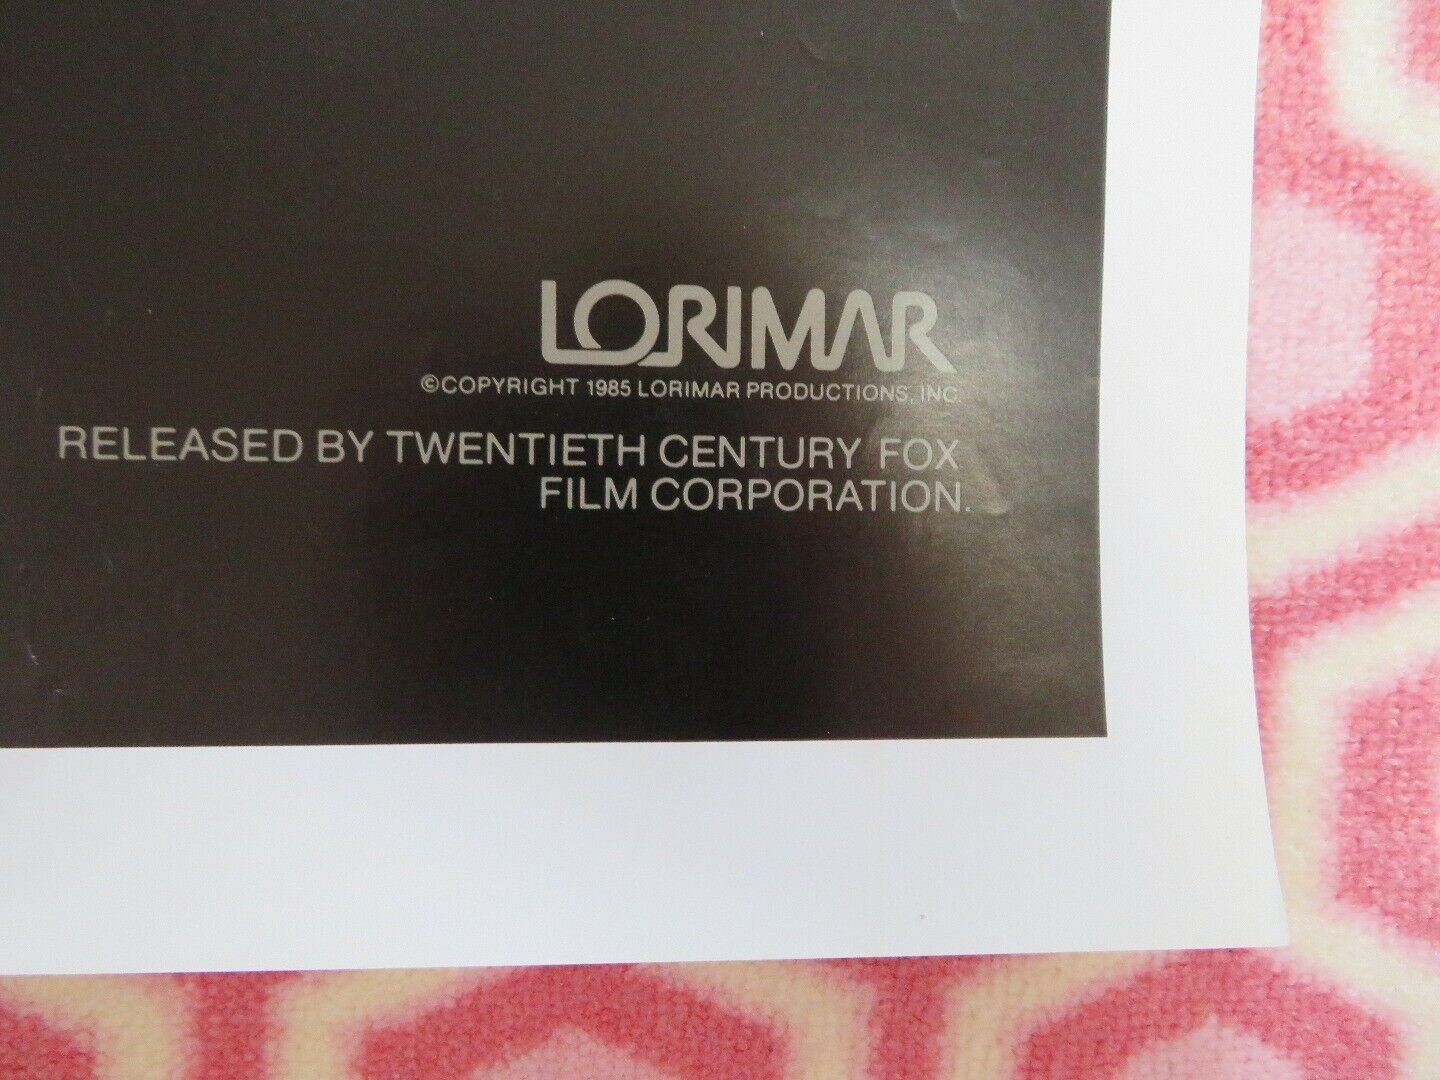 LORIMAR
©COPYRIGHT 1985 LORIMAR PRODUCTIONS, INC.
RELEASED BY TWENTIETH CENTURY FOX
FILM CORPORATION.